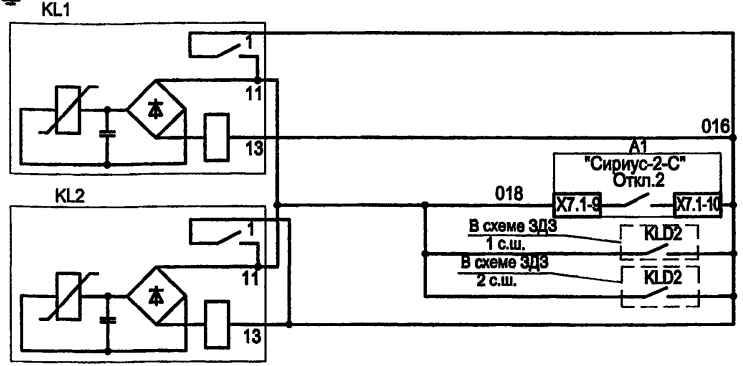 KL1
1
11
13
016
A1
"Сириус-2-С"
Откл.2
018
X7.1-9
X7.1-10
KL2
1
11
13
В схеме ЗДЗ
1 с.ш.
KLD2
В схеме ЗДЗ
2 с.ш.
KLD2